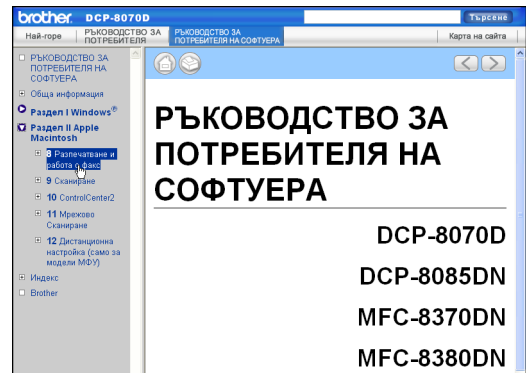 brother. DCP-8070D
Търсене
Най-горе
РЪКОВОДСТВО ЗА
ПОТРЕБИТЕЛЯ
РЪКОВОДСТВО ЗА
ПОТРЕБИТЕЛЯ НА СОФТУЕРА
Карта на сайта
РЪКОВОДСТВО ЗА
ПОТРЕБИТЕЛЯ НА
СОФТУЕРА
Обща информация
Раздел I Windows®
Раздел II Apple
Macintosh
8 Разпечатване и
работа с факс
9 Сканиране
10 ControlCenter2
11 Мрежово
Сканиране
12 Дистанционна
настройка (само за
модели МФУ)
Индекс
Brother
РЪКОВОДСТВО ЗА
ПОТРЕБИТЕЛЯ НА
СОФТУЕРА
DCP-8070D
DCP-8085DN
MFC-8370DN
MFC-8380DN